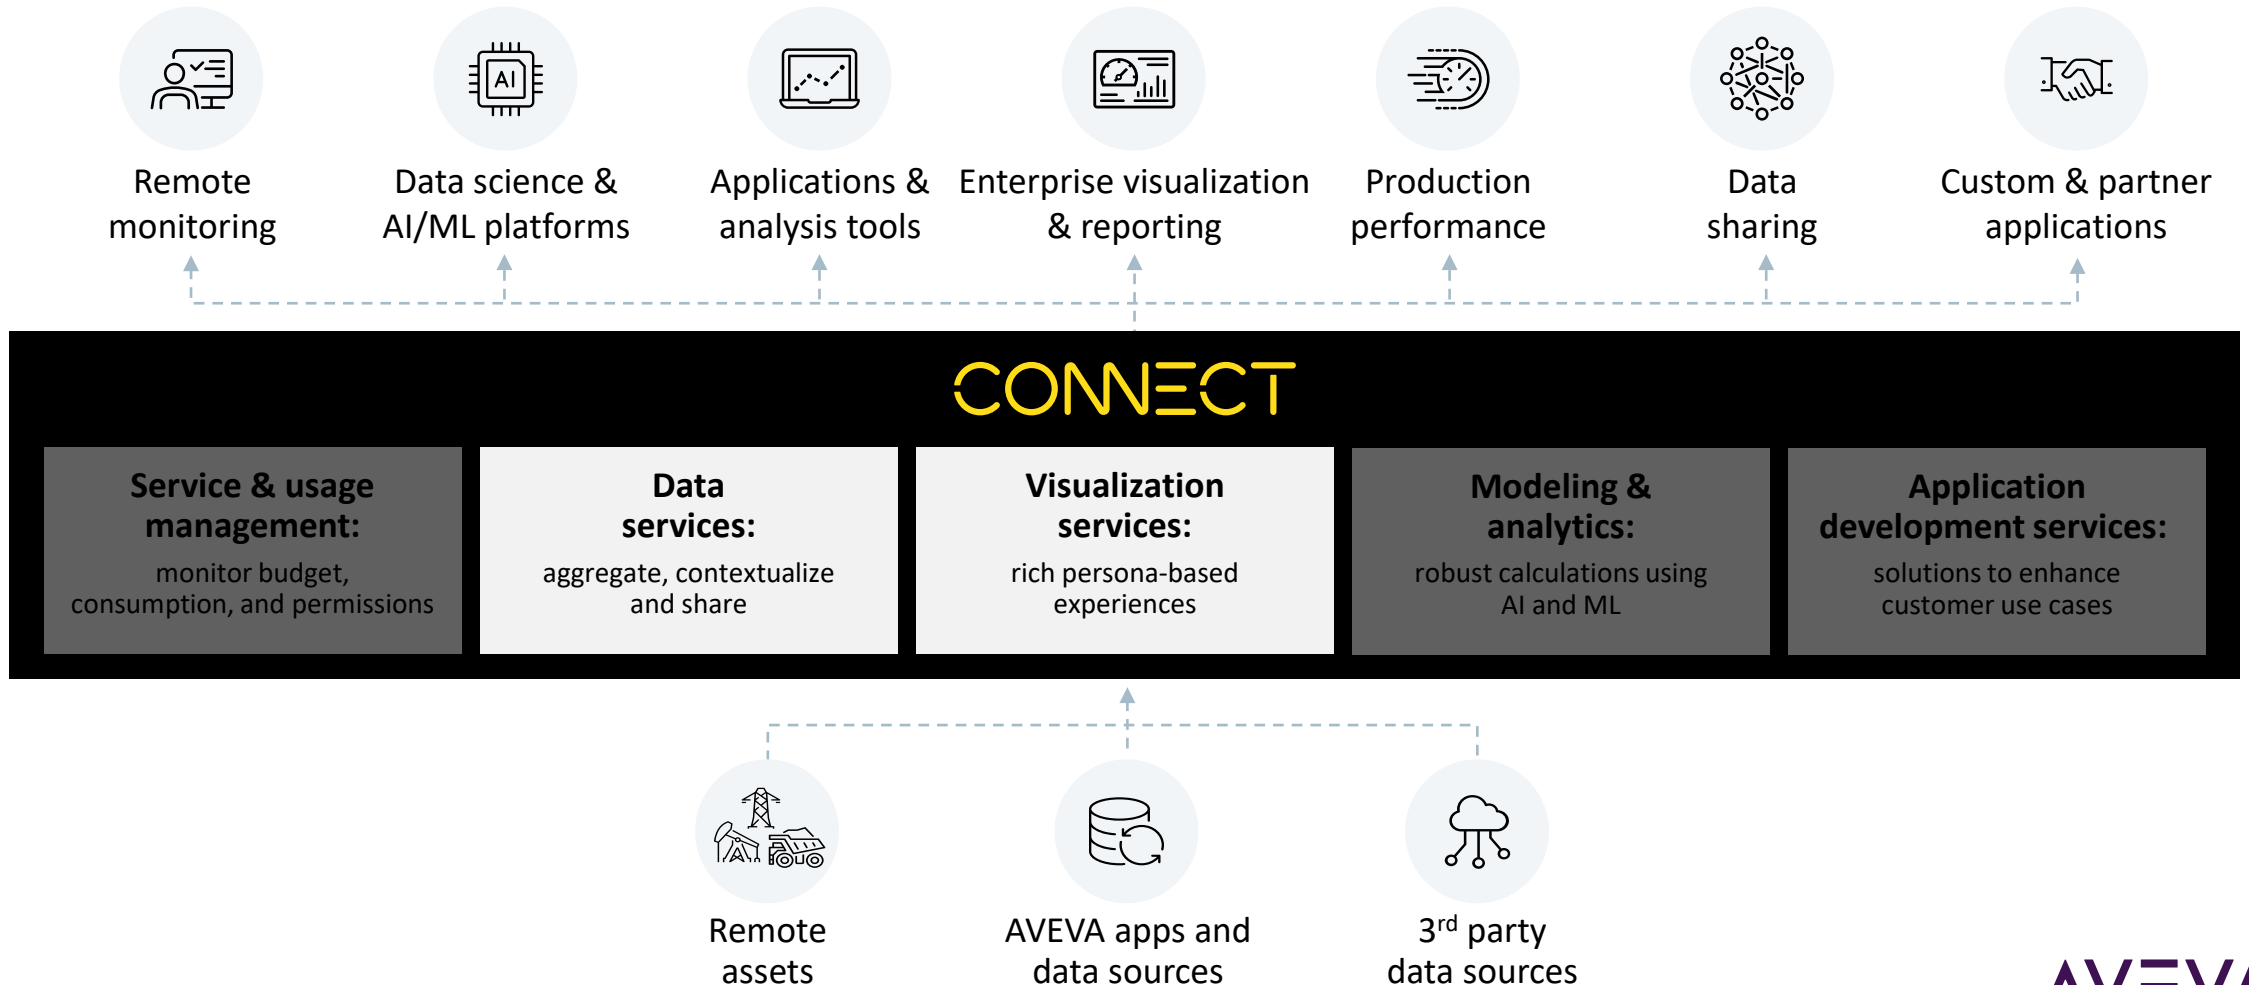 AI
Remote
monitoring
Data science &
AI/ML platforms
Applications &
analysis tools
Enterprise visualization
& reporting
Production
performance
Data
sharing
Custom & partner
applications
CONNECT
Service & usage
management:
monitor budget,
consumption, and permissions
Data
services:
aggregate, contextualize
and share
Visualization
services:
rich persona-based
experiences
Modeling &
analytics:
robust calculations using
AI and ML
Application
development services:
solutions to enhance
customer use cases
Remote
assets
AVEVA apps and
data sources
3rd party
data sources
AVEVA